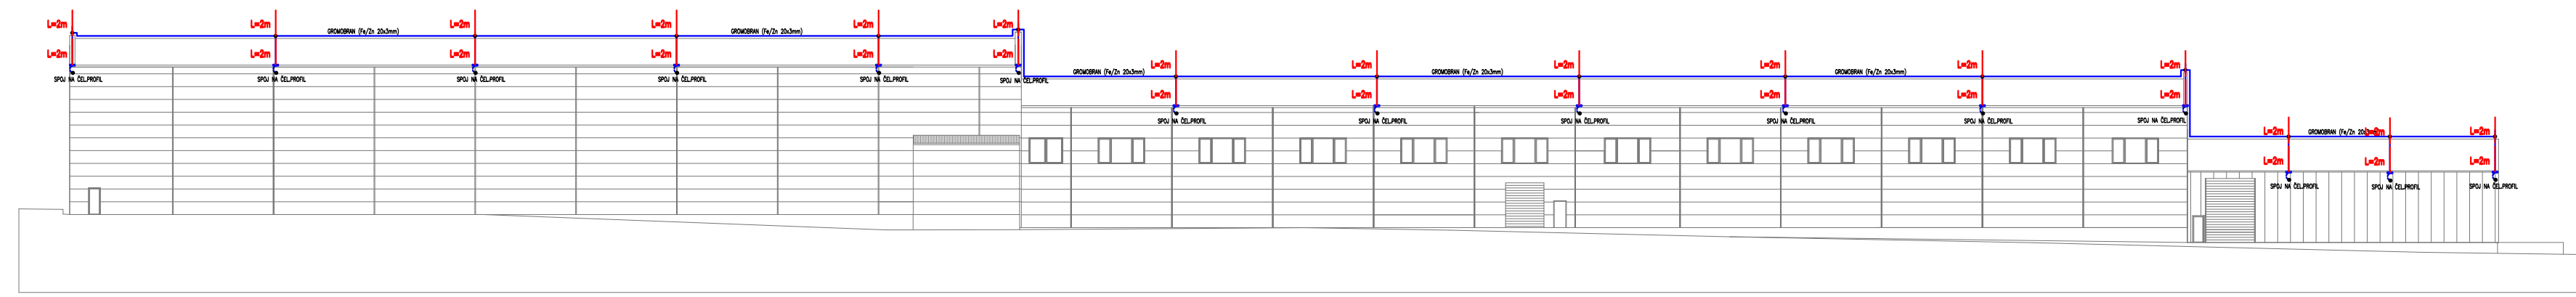 L=2m L=2m L=2m L=2m L=2m L=2m
GROMOBRAN (Fe/Zn 20x3mm) GROMOBRAN (Fe/Zn 20x3mm)
L=2m L=2m L=2m L=2m L=2m L=2m
SPOJ NA ČEL.PROFIL SPOJ NA ČEL.PROFIL SPOJ NA ČEL.PROFIL SPOJ NA ČEL.PROFIL SPOJ NA ČEL.PROFIL SPOJ NA ČEL.PROFIL
L=2m L=2m L=2m L=2m L=2m L=2m
GROMOBRAN (Fe/Zn 20x3mm) GROMOBRAN (Fe/Zn 20x3mm) GROMOBRAN (Fe/Zn 20x3mm)
L=2m L=2m L=2m L=2m L=2m L=2m
SPOJ NA ČEL.PROFIL SPOJ NA ČEL.PROFIL SPOJ NA ČEL.PROFIL SPOJ NA ČEL.PROFIL SPOJ NA ČEL.PROFIL SPOJ NA ČEL.PROFIL
L=2m GROMOBRAN (Fe/Zn 20x3mm) L=2m L=2m
L=2m L=2m L=2m
SPOJ NA ČEL.PROFIL SPOJ NA ČEL.PROFIL SPOJ NA ČEL.PROFIL